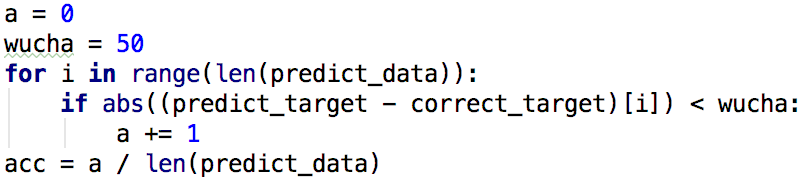 a = 0
wucha = 50
for i in range(len(predict_data)):
    if abs((predict_target - correct_target)[i]) < wucha:
        a += 1
acc = a / len(predict_data)